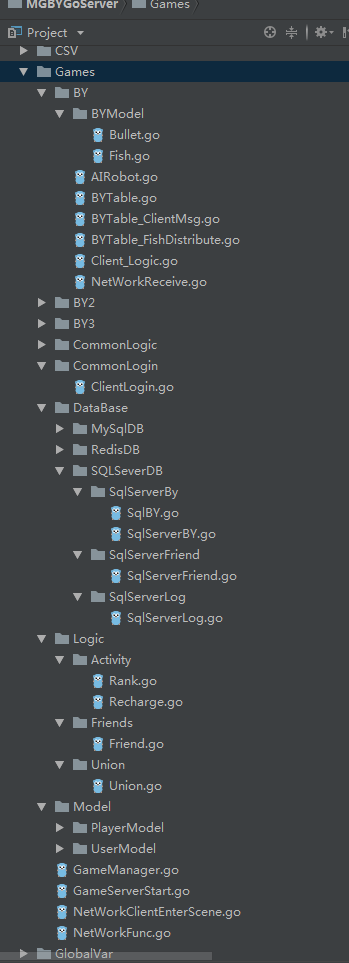 MGBYGoServer Games
Project
CSV
Games
BY
BYModel
Bullet.go
Fish.go
AIRobot.go
BYTable.go
BYTable_ClientMsg.go
BYTable_FishDistribute.go
Client_Logic.go
NetWorkReceive.go
BY2
BY3
CommonLogic
CommonLogin
ClientLogin.go
DataBase
MySqlDB
RedisDB
SQLSeverDB
SqlServerBy
SqlBY.go
SqlServerBY.go
SqlServerFriend
SqlServerFriend.go
SqlServerLog
SqlServerLog.go
Logic
Activity
Rank.go
Recharge.go
Friends
Friend.go
Union
Union.go
Model
PlayerModel
UserModel
GameManager.go
GameServerStart.go
NetWorkClientEnterScene.go
NetWorkFunc.go
GlobalVar